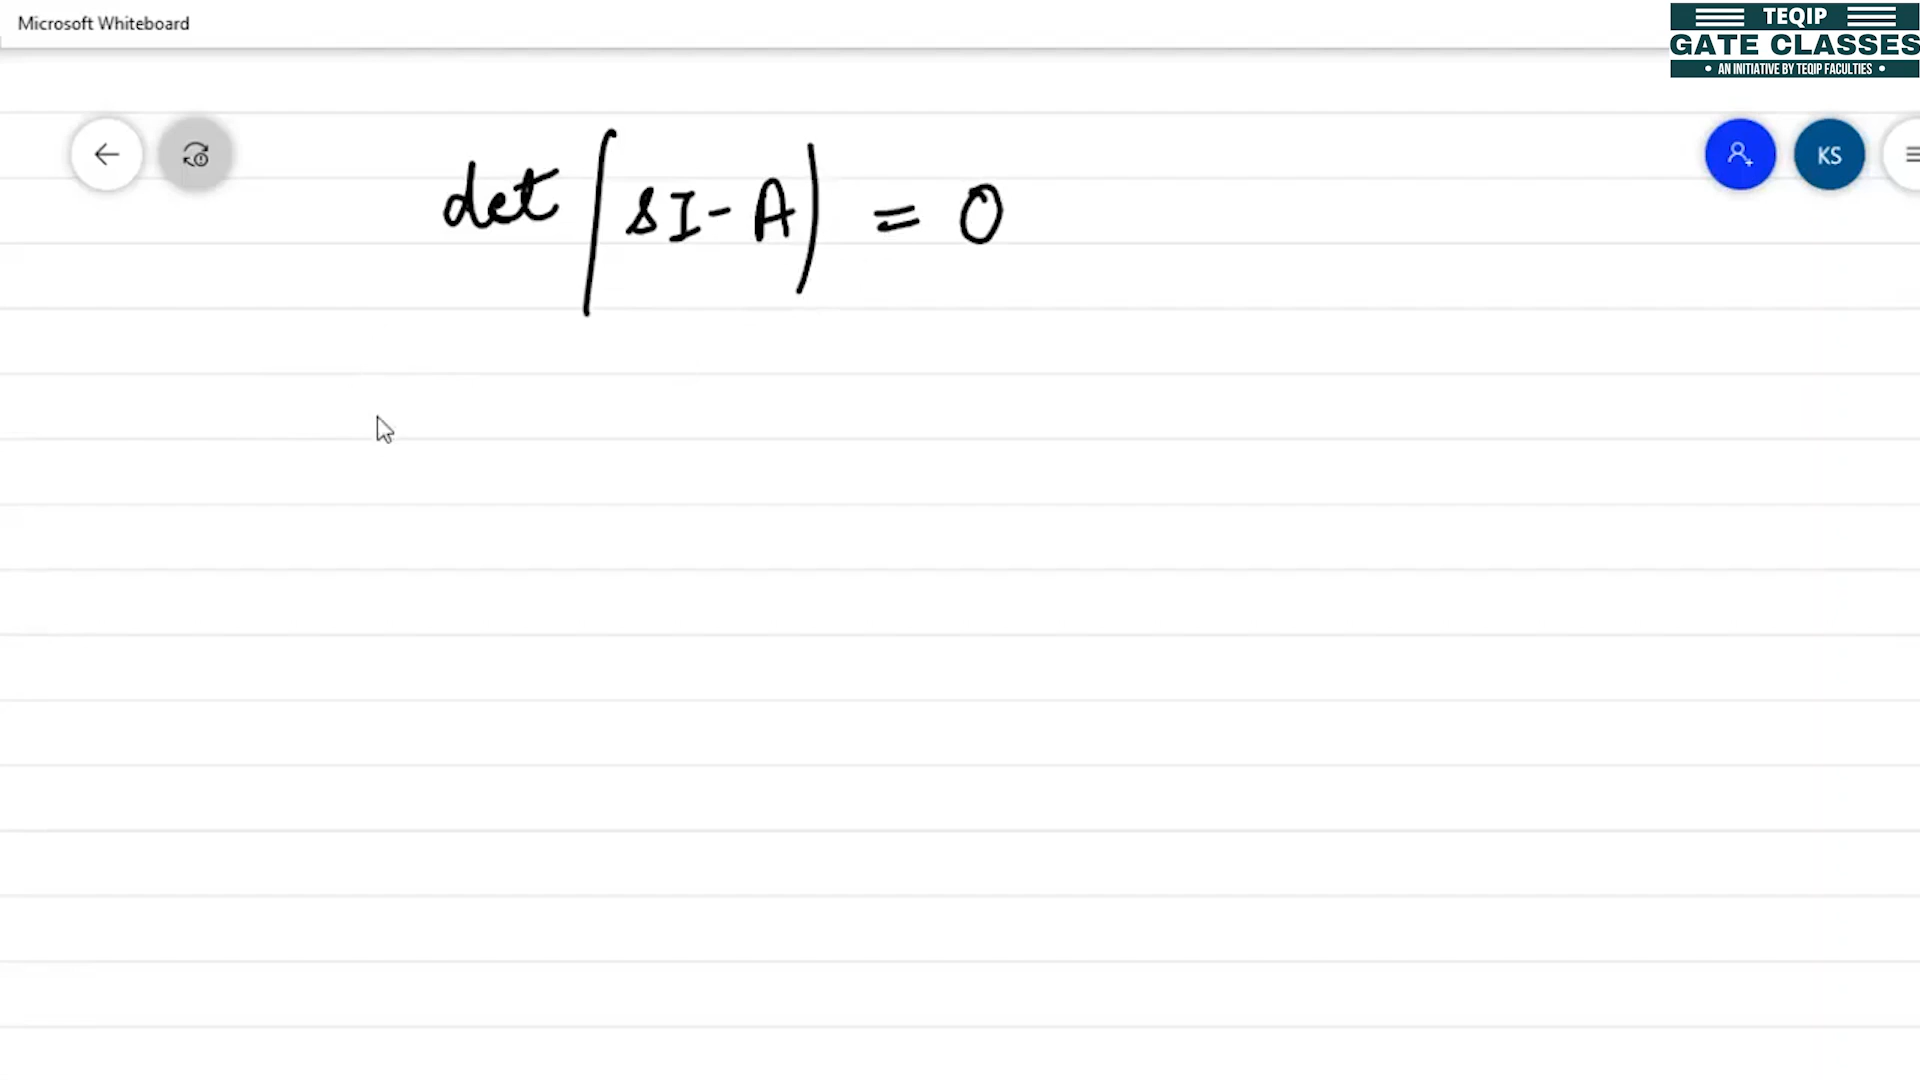 Microsoft Whiteboard
TEQIP
GATE CLASSES
• AN INITIATIVE BY TEQIP FACULTIES •
KS
det |sI - A| = 0